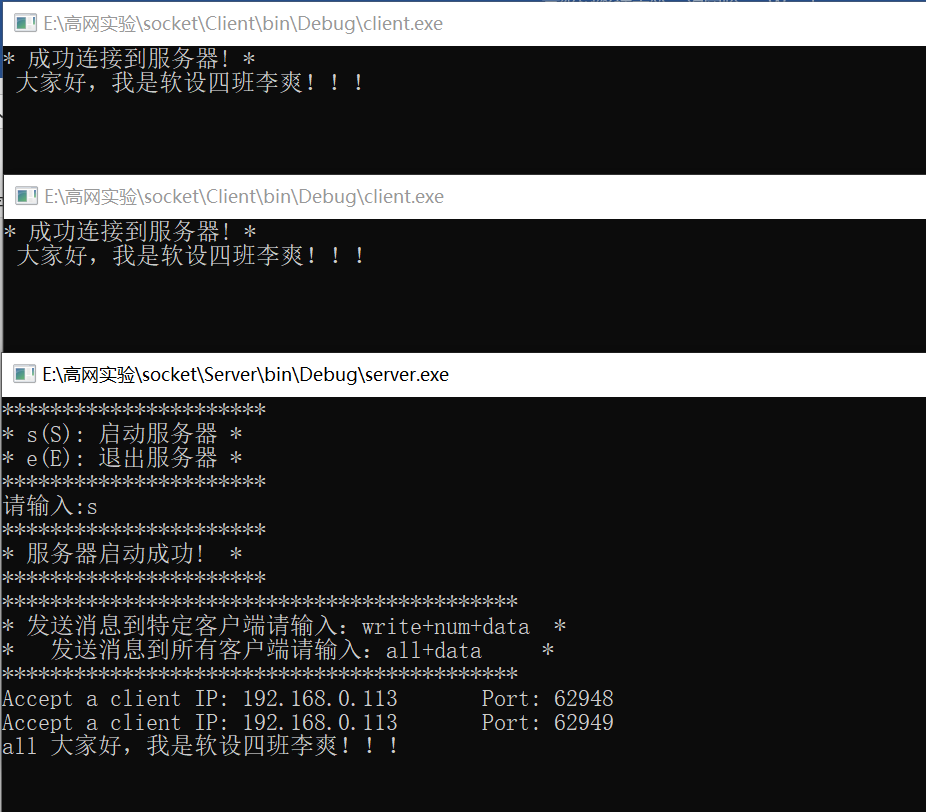 E:\高网实验\socket\Client\bin\Debug\client.exe
* 成功连接到服务器! *
大家好，我是软设四班李爽！！！
E:\高网实验\socket\Client\bin\Debug\client.exe
* 成功连接到服务器! *
大家好，我是软设四班李爽！！！
E:\高网实验\socket\Server\bin\Debug\server.exe
**********************
* s(S): 启动服务器 *
* e(E): 退出服务器 *
**********************
请输入:s
**********************
* 服务器启动成功!  *
**********************
*******************************************
* 发送消息到特定客户端请输入：write+num+data  *
*   发送消息到所有客户端请输入：all+data     *
*******************************************
Accept a client IP: 192.168.0.113       Port: 62948
Accept a client IP: 192.168.0.113       Port: 62949
all 大家好，我是软设四班李爽！！！